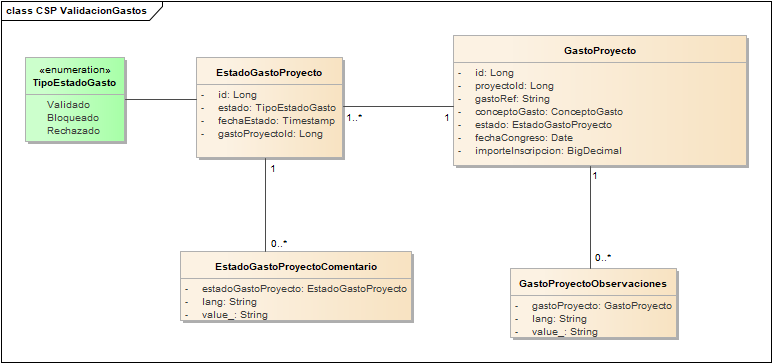 class CSP ValidacionGastos
«enumeration»
TipoEstadoGasto
Validado
Bloqueado
Rechazado
EstadoGastoProyecto
- id: Long
- estado: TipoEstadoGasto
- fechaEstado: Timestamp
- gastoProyectoId: Long
1..*
1
GastoProyecto
- id: Long
- proyectoId: Long
- gastoRef: String
- conceptoGasto: ConceptoGasto
- estado: EstadoGastoProyecto
- fechaCongreso: Date
- importeInscripcion: BigDecimal
1
0..*
EstadoGastoProyectoComentario
- estadoGastoProyecto: EstadoGastoProyecto
- lang: String
- value_: String
1
0..*
GastoProyectoObservaciones
- gastoProyecto: GastoProyecto
- lang: String
- value_: String